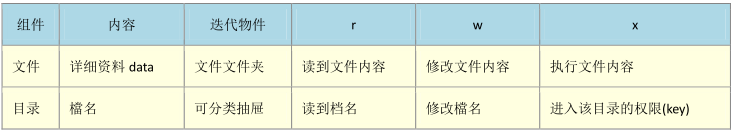 组件 内容 迭代物件 r w x
文件 详细资料 data 文件文件夹 读到文件内容 修改文件内容 执行文件内容
目录 檔名 可分类抽屉 读到档名 修改檔名 进入该目录的权限(key)